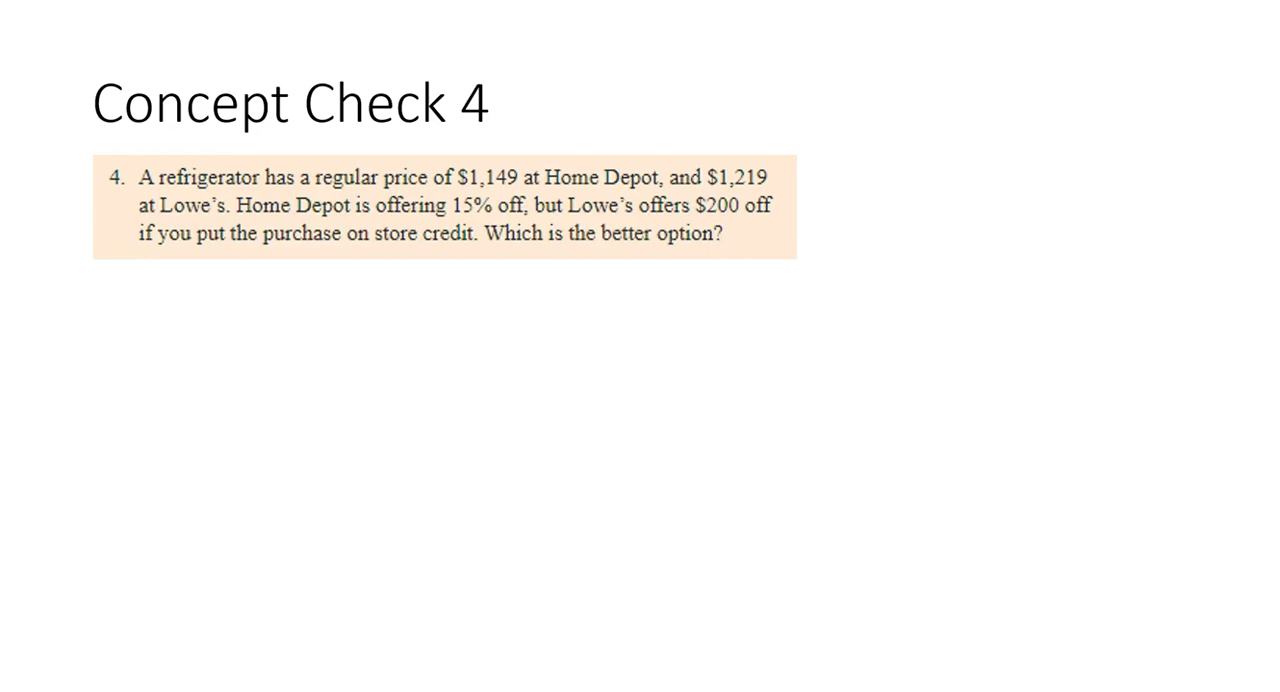 Concept Check 4
4. A refrigerator has a regular price of $1,149 at Home Depot, and $1,219
at Lowe’s. Home Depot is offering 15% off, but Lowe’s offers $200 off
if you put the purchase on store credit. Which is the better option?